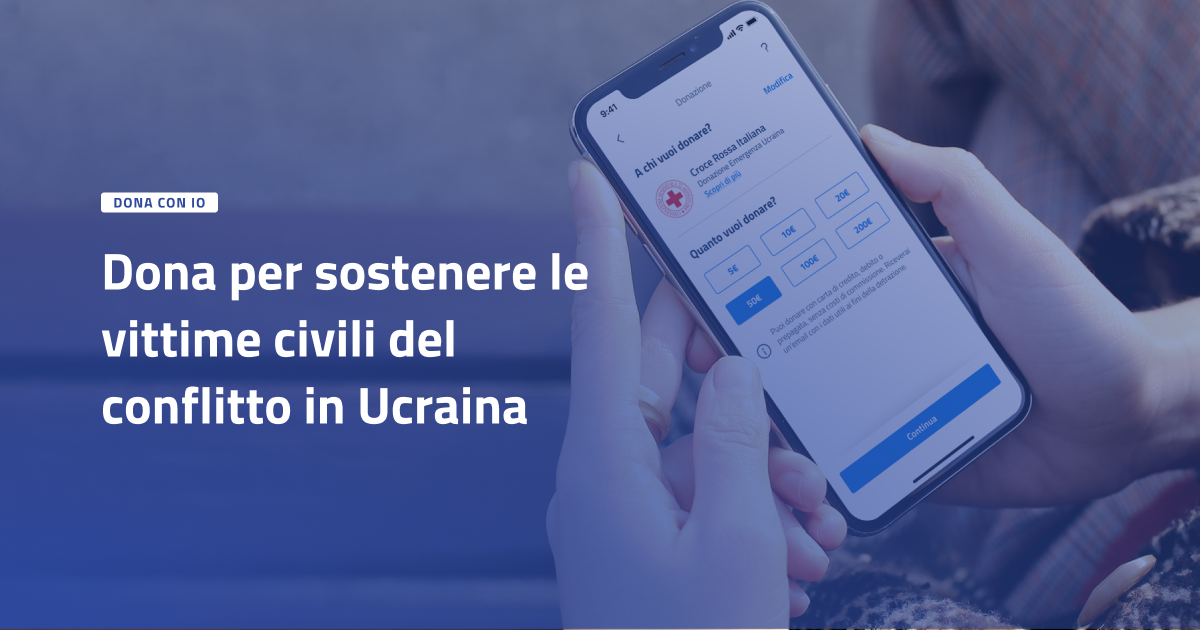 DONA CON IO
Dona per sostenere le
vittime civili del
conflitto in Ucraina
9:41
?
Donazione
Modifica
A chi vuoi donare?
Croce Rossa Italiana
Donazione Emergenza Ucraina
Scopri di più
Quanto vuoi donare?
5€ 10€ 20€
50€ 100€ 200€
Puoi donare con carta di credito, debito o
prepagata, senza costi di commissione. Riceverai
un'email con i dati utili ai fini della detrazione.
Continua